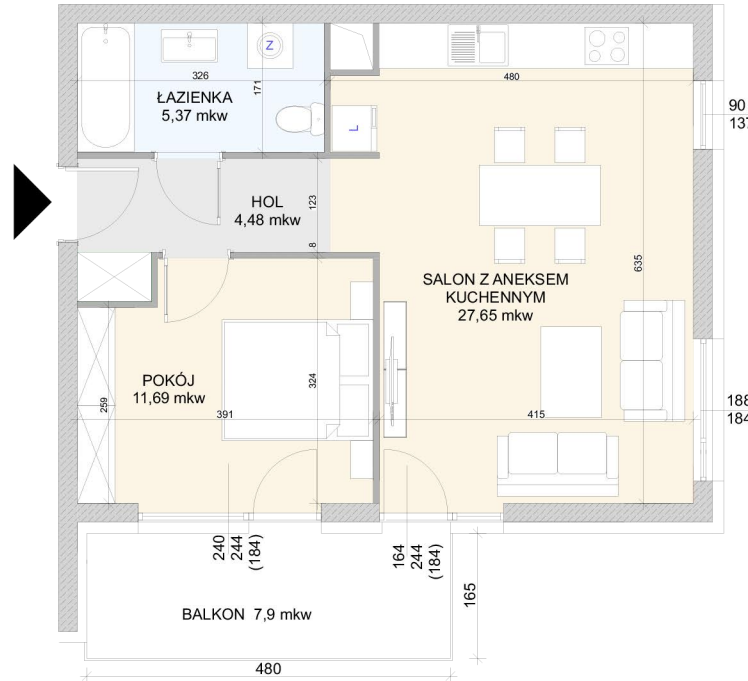 Z
326
171
480
ŁAZIENKA
5,37 mkw
90
137
L
HOL
4,48 mkw
123
8
SALON Z ANEKSEM
KUCHENNYM
27,65 mkw
635
POKÓJ
11,69 mkw
324
259
391
415
188
184
240
244
(184)
164
244
(184)
BALKON 7,9 mkw
165
480